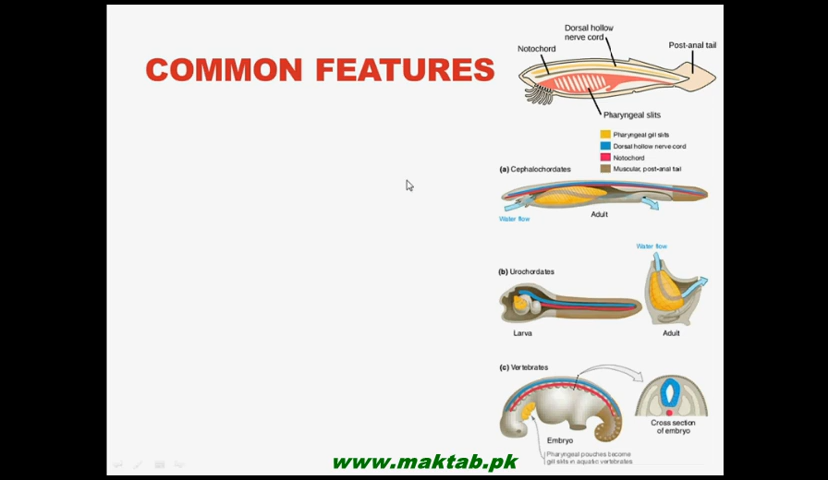 COMMON FEATURES
Dorsal hollow
nerve cord
Notochord
Post-anal tail
Pharyngeal slits
Pharyngeal gill slits
Dorsal hollow nerve cord
Notochord
Muscular, post-anal tail
(a) Cephalochordates
Water flow
Adult
(b) Urochordates
Water flow
Larva
Adult
(c) Vertebrates
Cross section
of embryo
Embryo
Pharyngeal pouches become
gill slits in aquatic vertebrates
www.maktab.pk